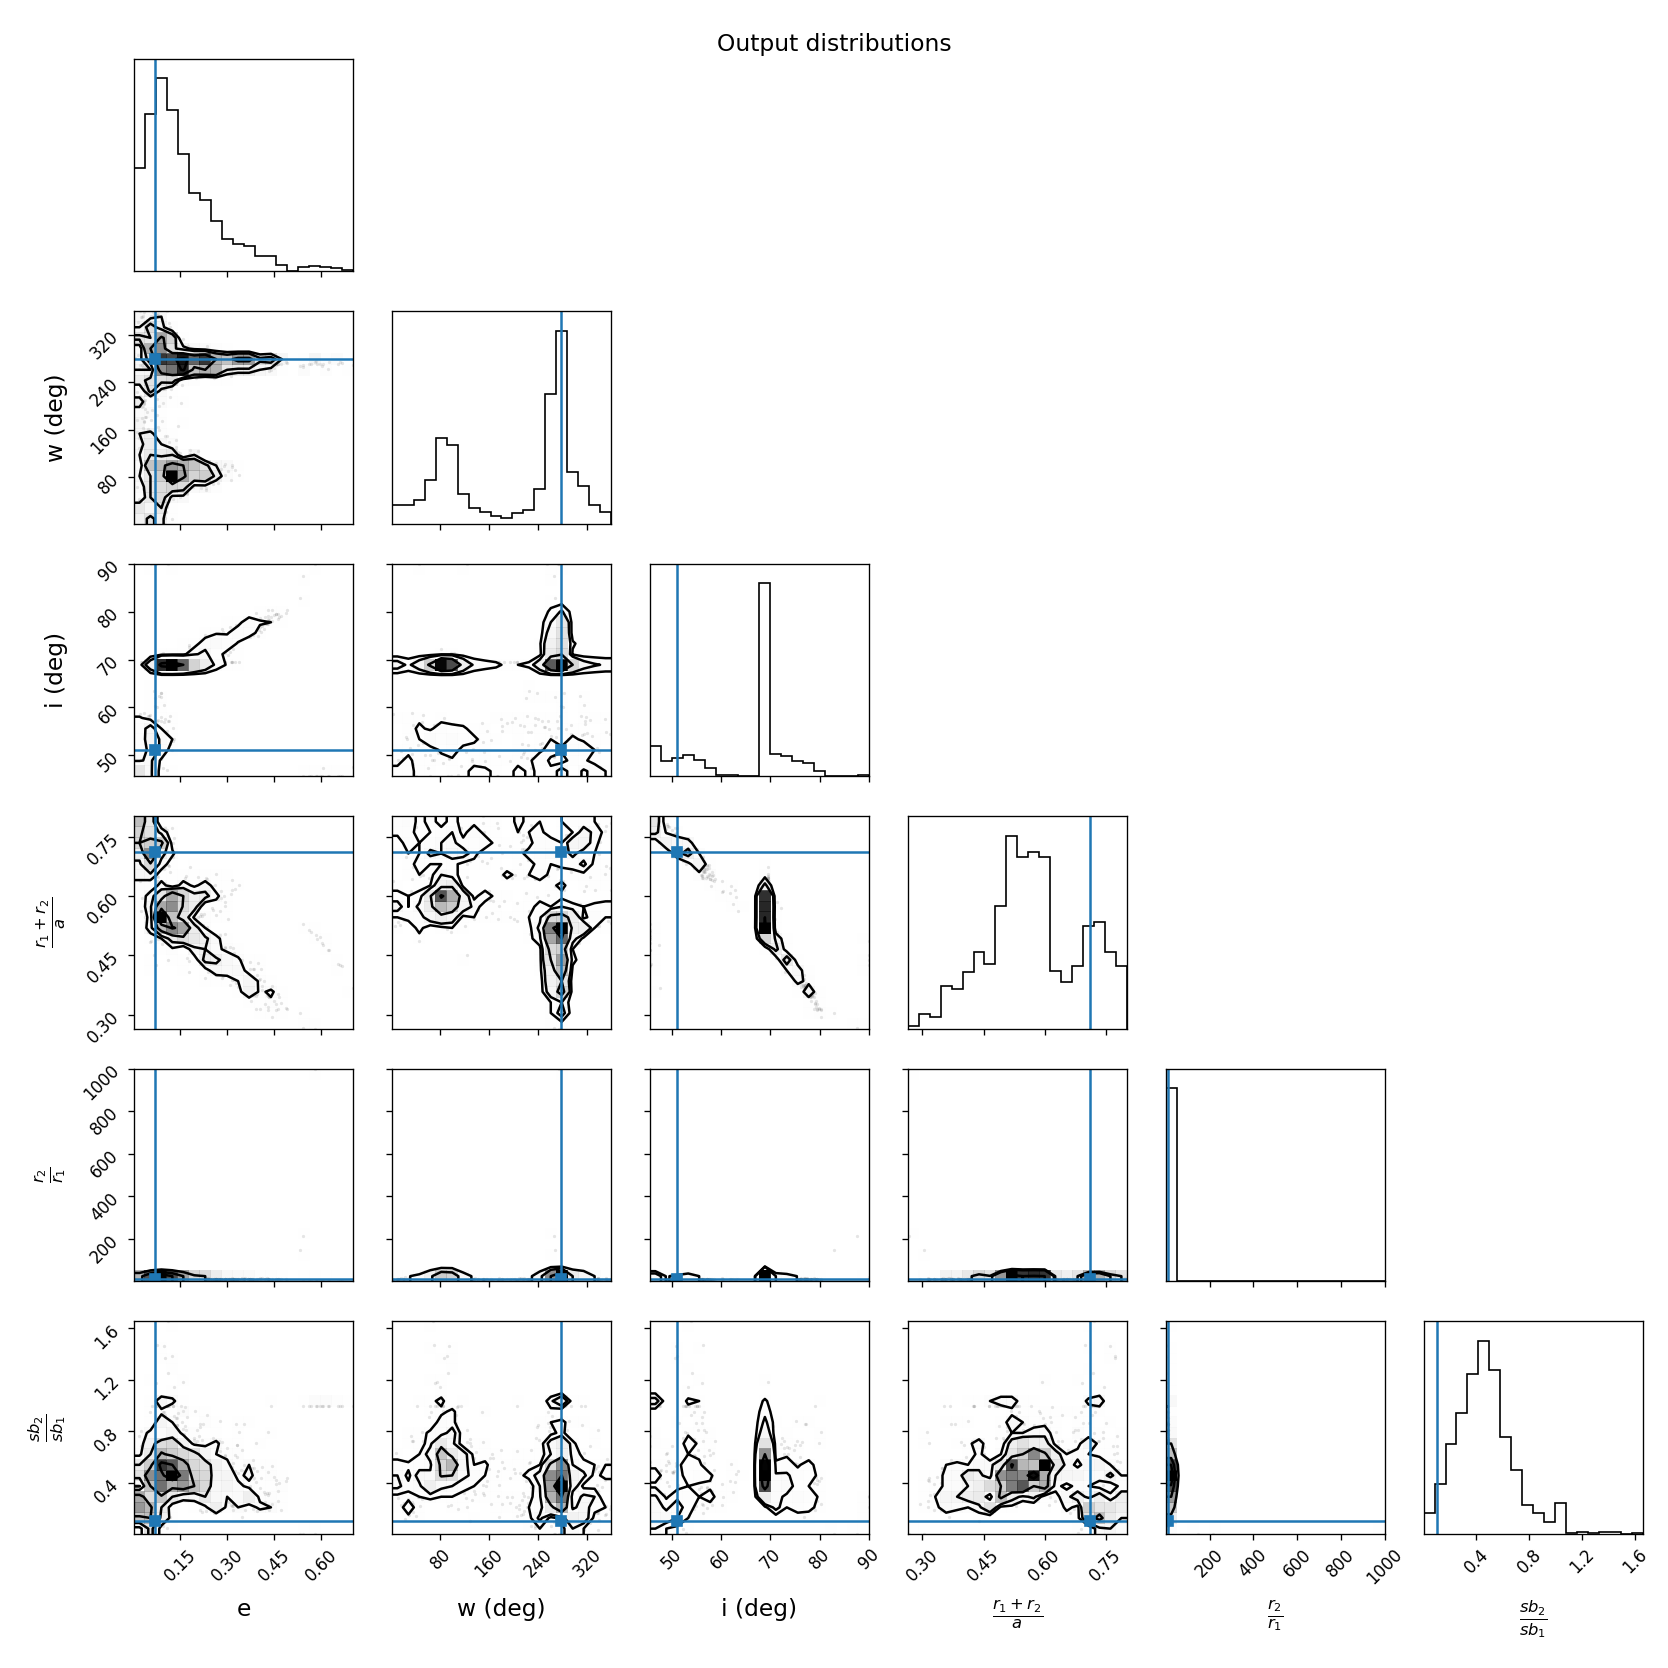 Output distributions
w (deg)
320
240
160
80
i (deg)
90
80
70
60
50
r₁ + r₂
a
0.75
0.60
0.45
0.30
r₂
r₁
1000
800
600
400
200
sb₂
sb₁
1.6
1.2
0.8
0.4
0.15 0.30 0.45 0.60 80 160 240 320 50 60 70 80 90 0.30 0.45 0.60 0.75 200 400 600 800 1000 0.4 0.8 1.2 1.6
e w (deg) i (deg) r₁ + r₂ r₂ sb₂
a r₁ sb₁